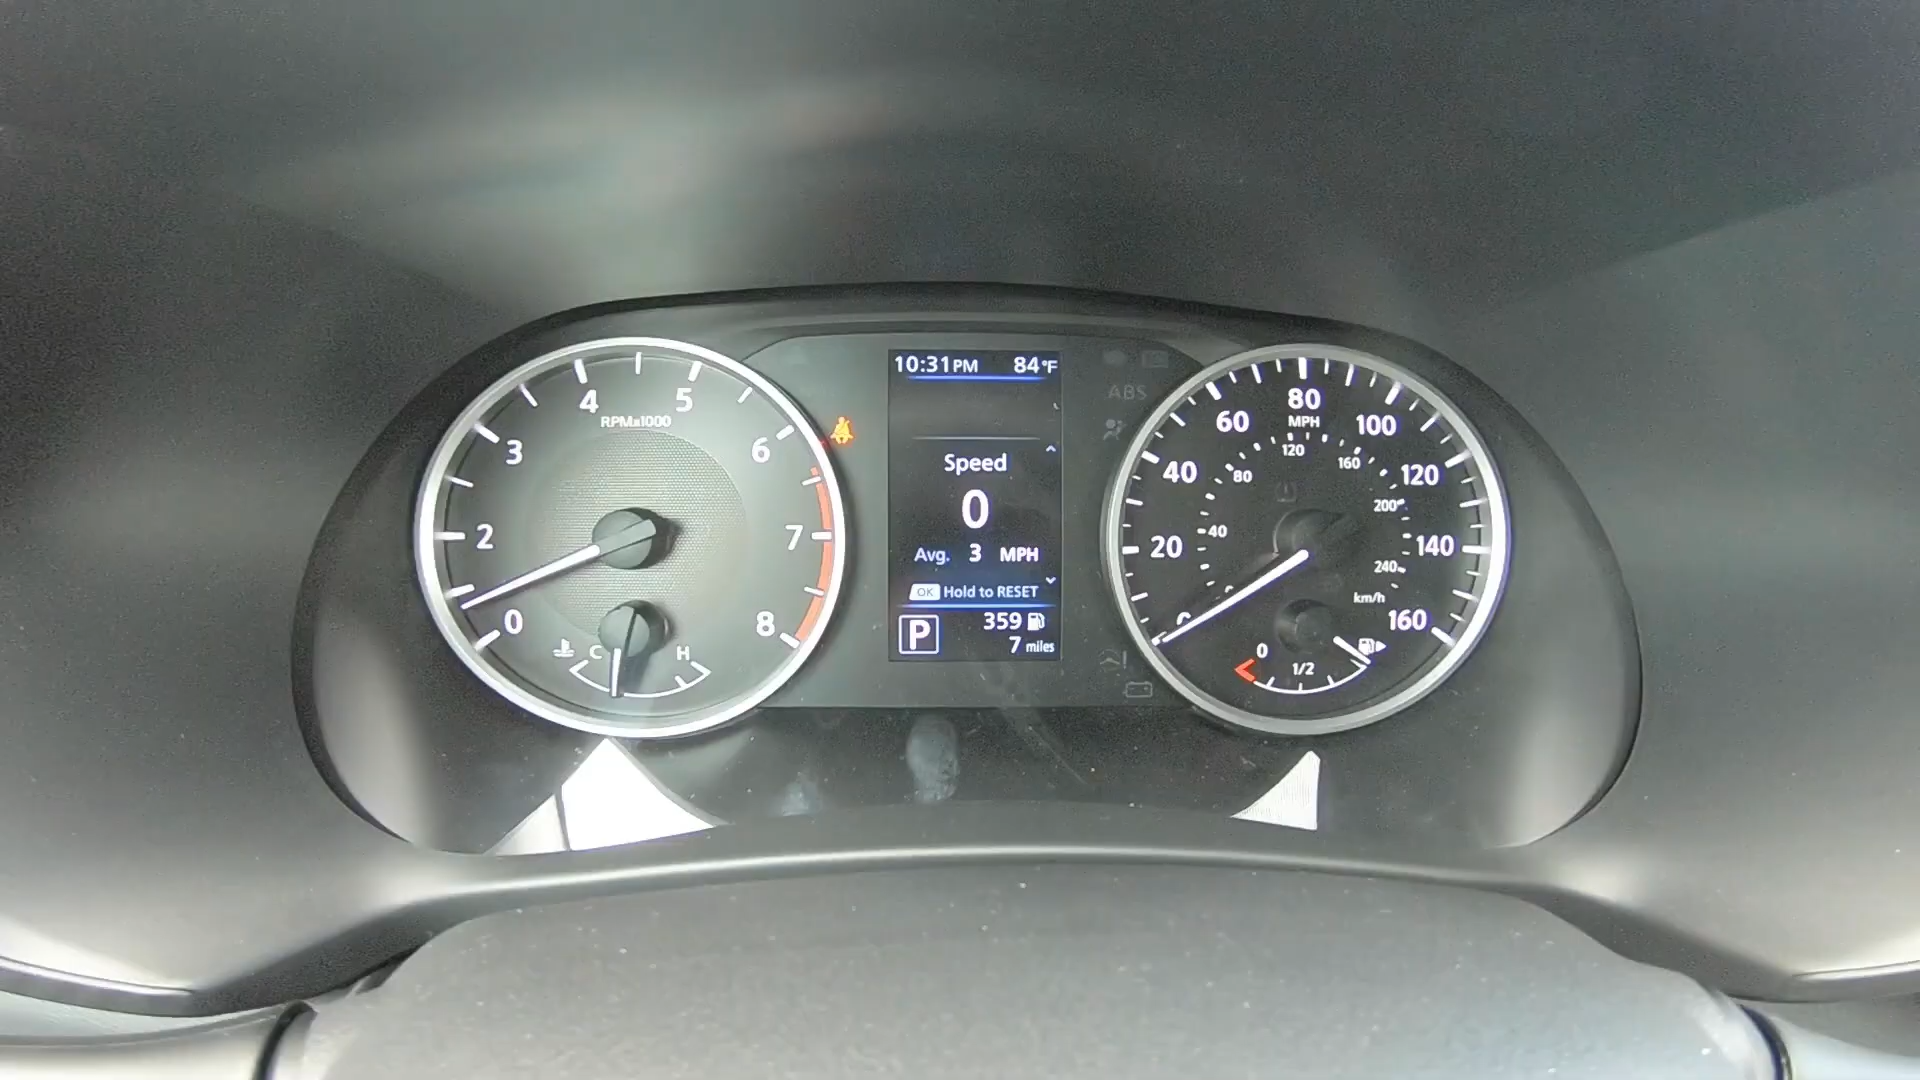 10:31PM 84°F
Speed
0
Avg. 3 MPH
OK Hold to RESET
P 359
7 miles
0 2 3 4 5 6 7 8
RPMx1000
C H
ABS
0 20 40 60 80 100 120 140 160
MPH
40 80 120 160 200 240
km/h
0 1/2